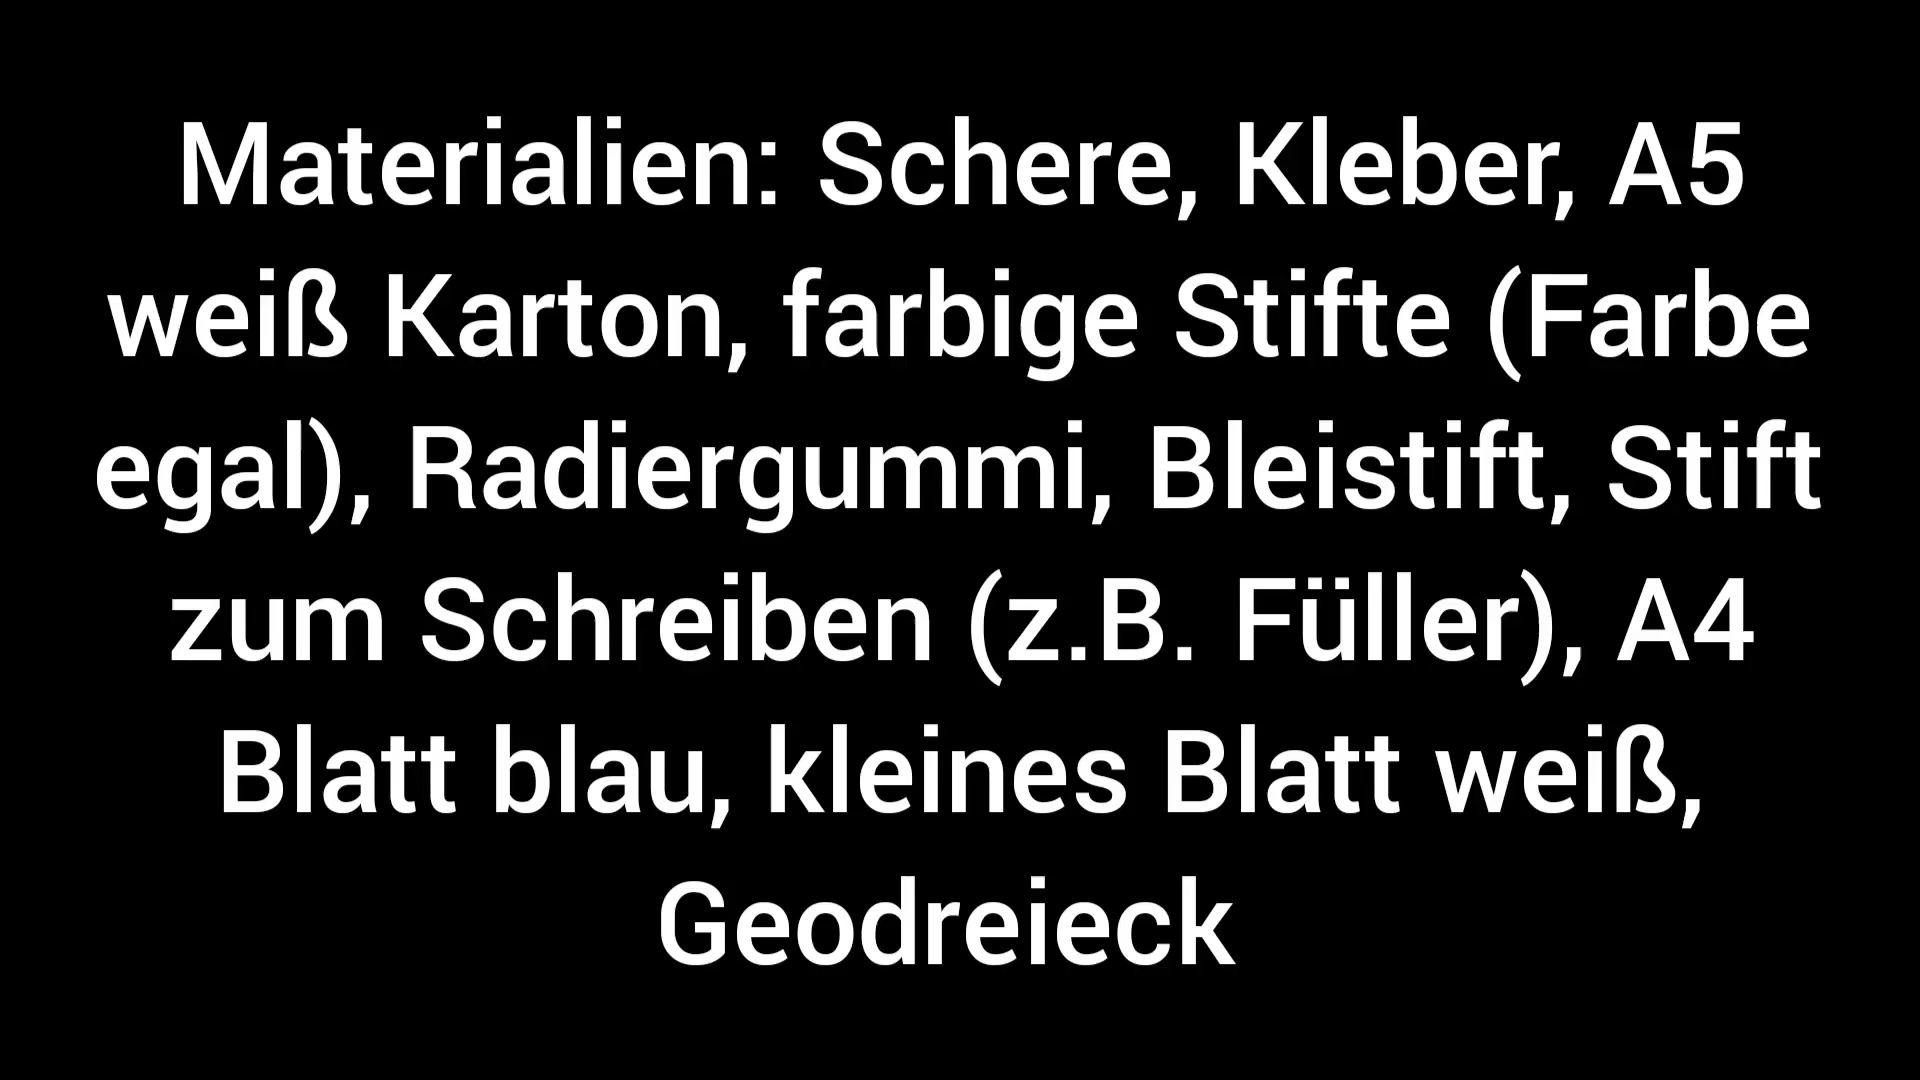 Materialien: Schere, Kleber, A5
weiß Karton, farbige Stifte (Farbe
egal), Radiergummi, Bleistift, Stift
zum Schreiben (z.B. Füller), A4
Blatt blau, kleines Blatt weiß,
Geodreieck